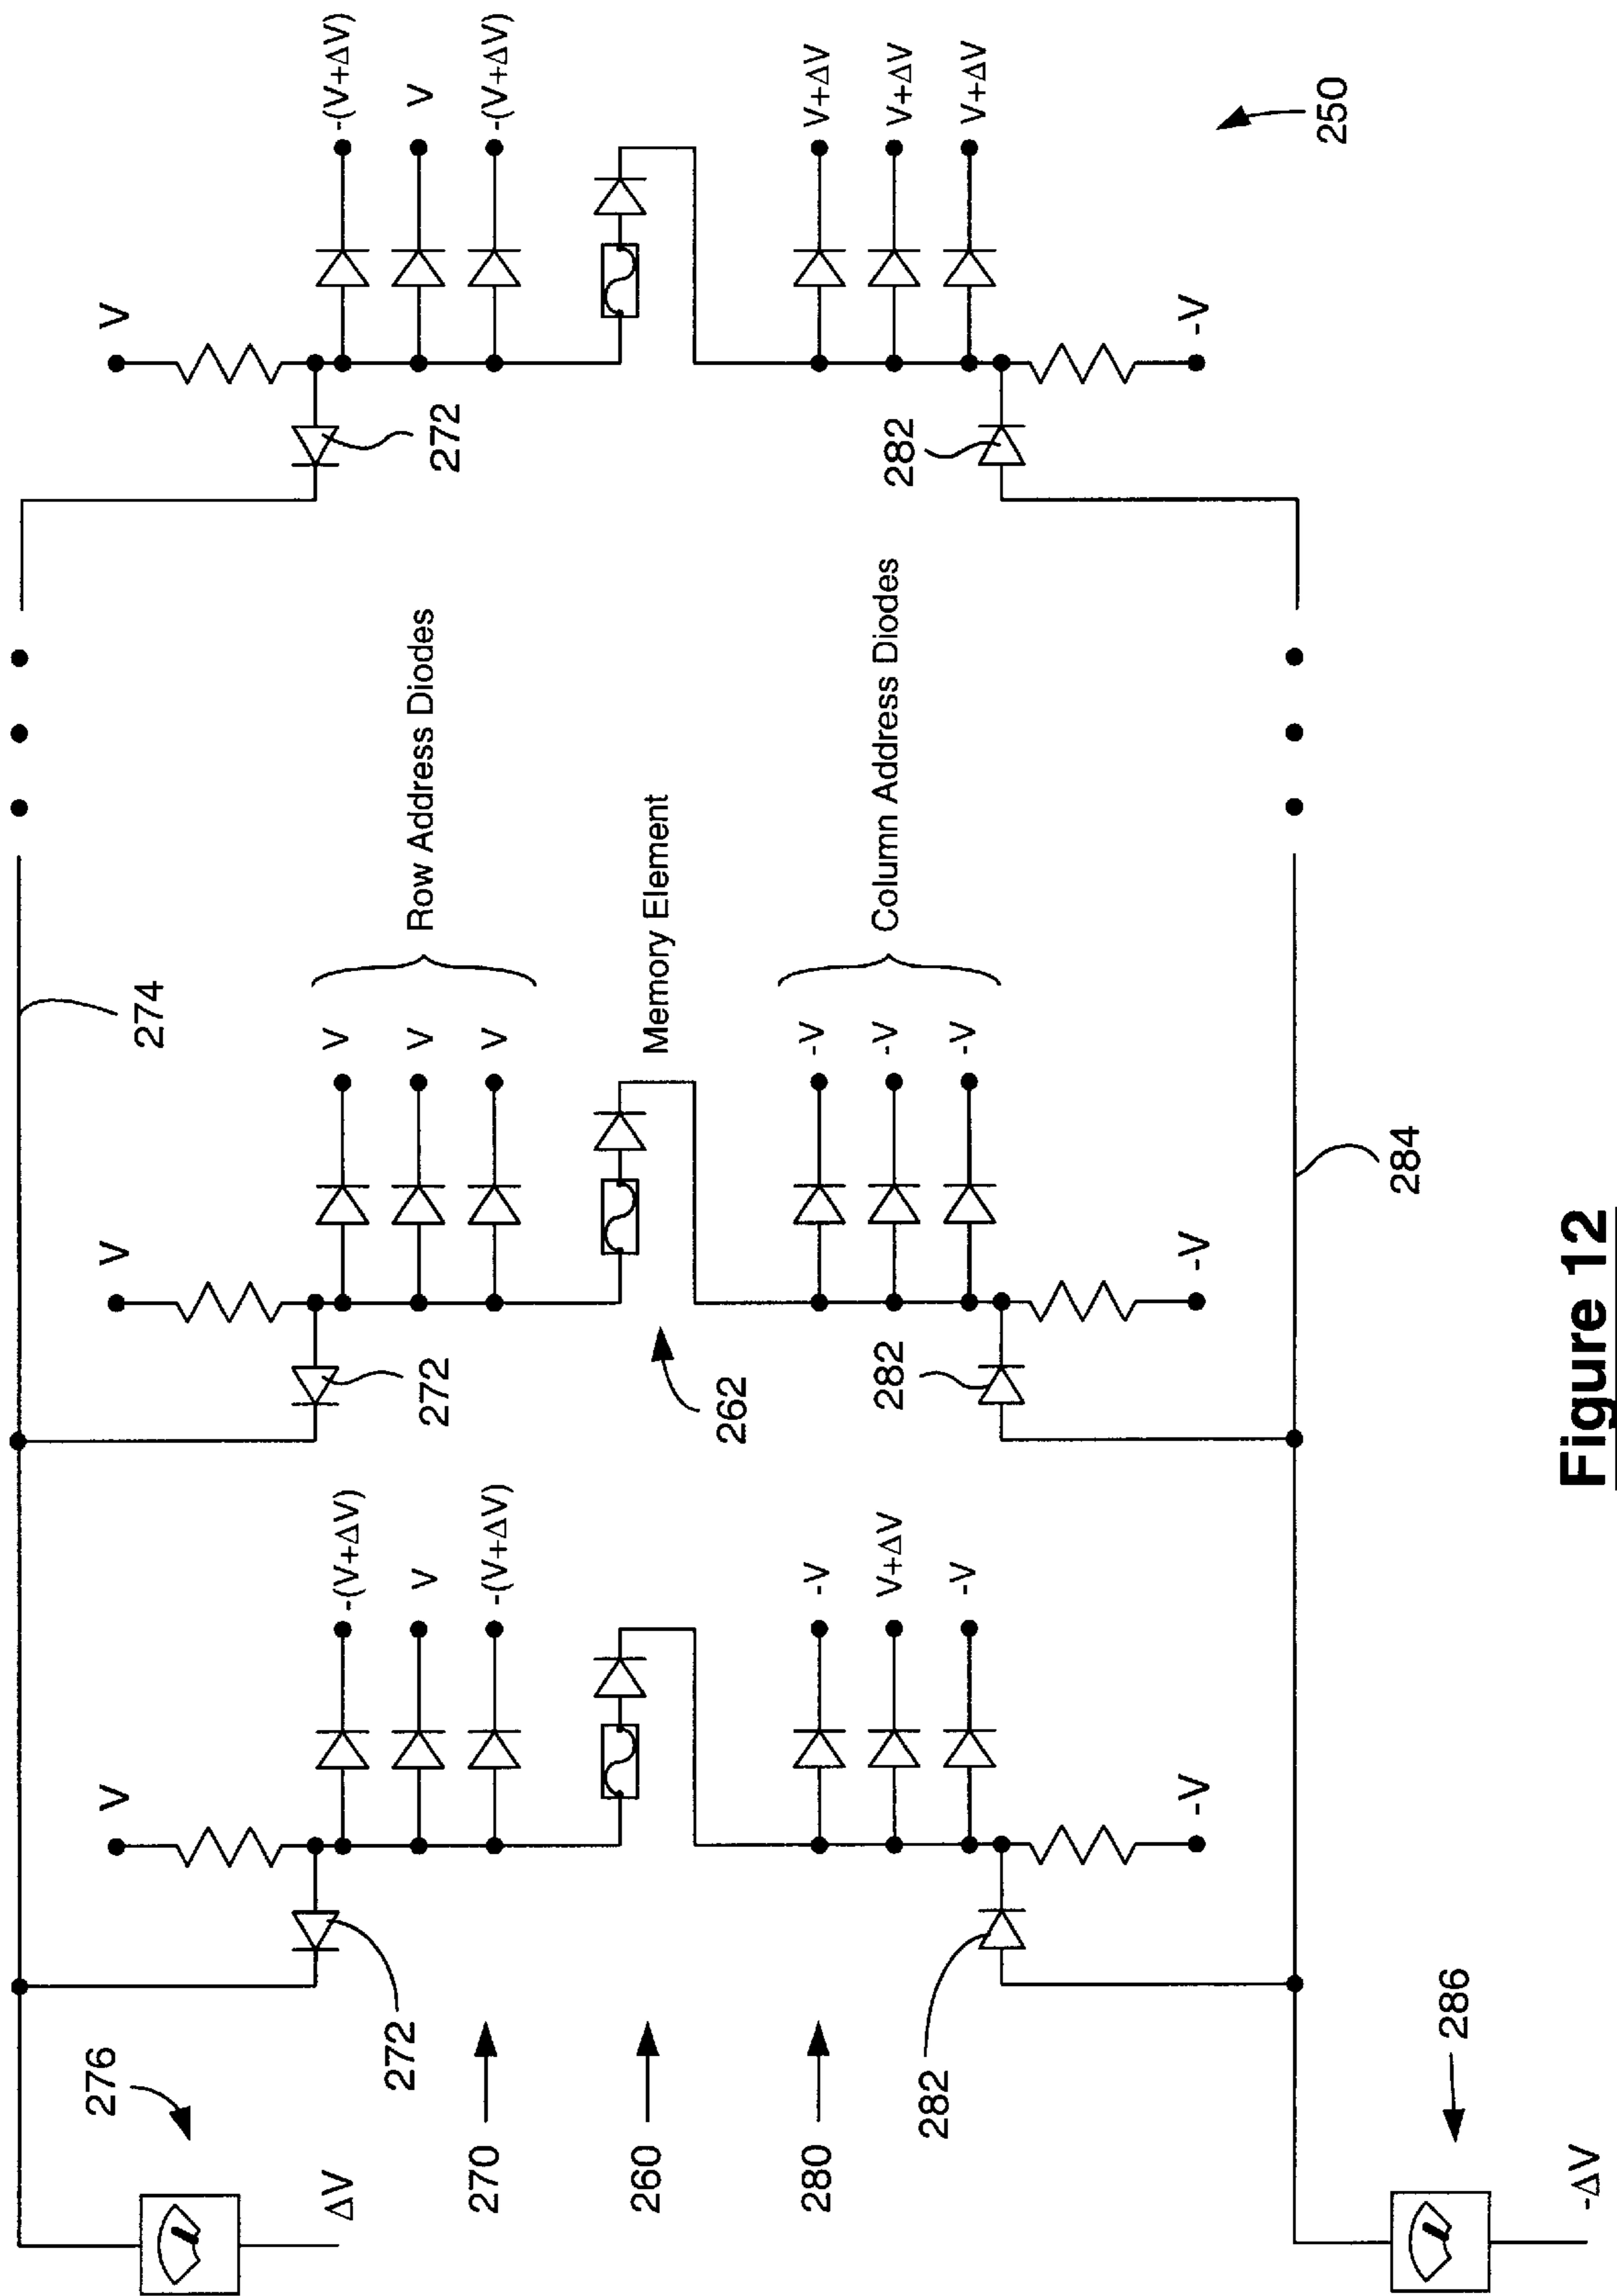 276
ΔV
272
270
260
280
282
286
-ΔV
V
-(V+ΔV)
V
-(V+ΔV)
-V
V+ΔV
-V
-V
274
V
272
V
V
V
Row Address Diodes
Memory Element
262
-V
-V
-V
Column Address Diodes
282
-V
284
V
272
-(V+ΔV)
V
-(V+ΔV)
V+ΔV
V+ΔV
V+ΔV
282
-V
250
Figure 12